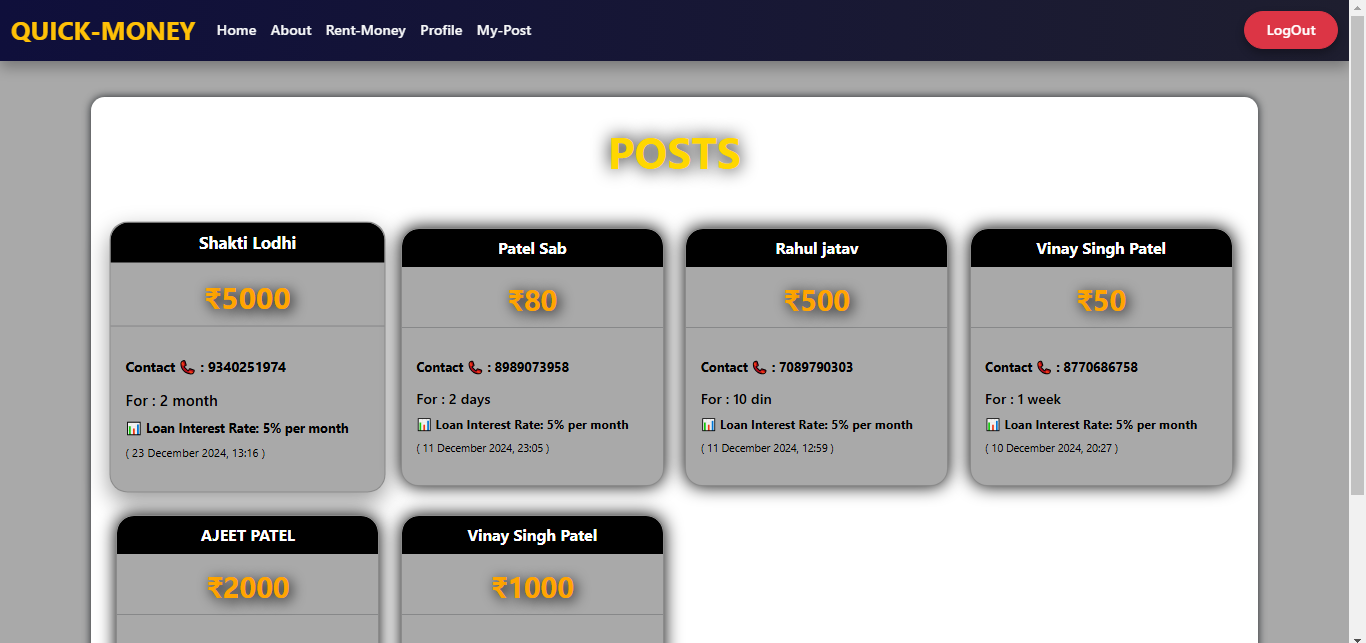 QUICK-MONEY Home About Rent-Money Profile My-Post LogOut
POSTS
Shakti Lodhi
₹5000
Contact 📞 : 9340251974
For : 2 month
📊 Loan Interest Rate: 5% per month
( 23 December 2024, 13:16 )
Patel Sab
₹80
Contact 📞 : 8989073958
For : 2 days
📊 Loan Interest Rate: 5% per month
( 11 December 2024, 23:05 )
Rahul jatav
₹500
Contact 📞 : 7089790303
For : 10 din
📊 Loan Interest Rate: 5% per month
( 11 December 2024, 12:59 )
Vinay Singh Patel
₹50
Contact 📞 : 8770686758
For : 1 week
📊 Loan Interest Rate: 5% per month
( 10 December 2024, 20:27 )
AJEET PATEL
₹2000
Vinay Singh Patel
₹1000